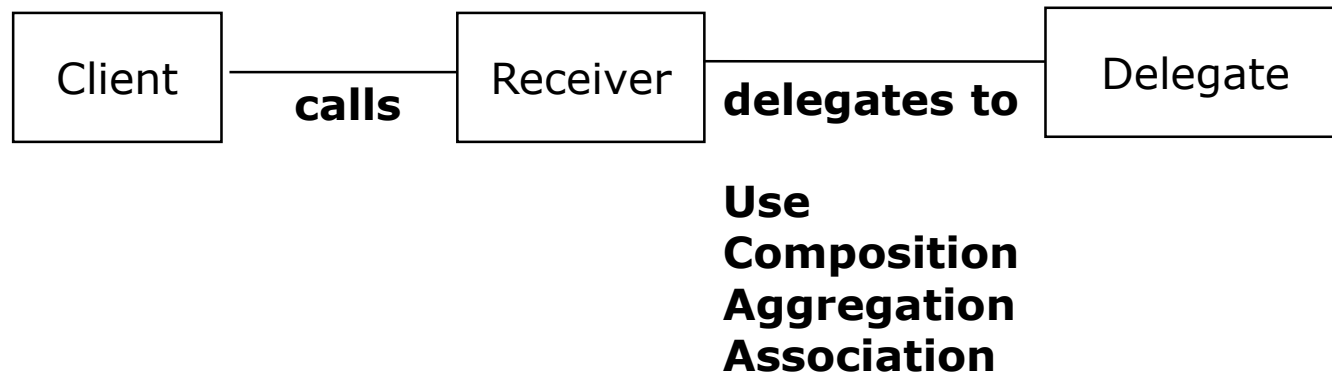 Client
calls
Receiver
delegates to
Delegate
Use
Composition
Aggregation
Association